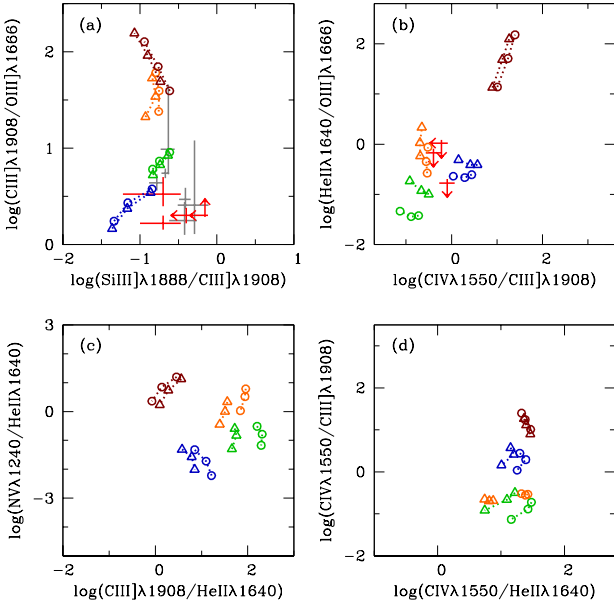 (a)
log(CIII]λ1908/OIII]λ1666)
2
1
0
−2
−1
0
1
log(SiIII]λ1888/CIII]λ1908)
(b)
log(HeIIλ1640/OIII]λ1666)
2
0
−2
−2
0
2
log(CIVλ1550/CIII]λ1908)
(c)
log(NVλ1240/HeIIλ1640)
3
0
−3
−2
0
2
log(CIII]λ1908/HeIIλ1640)
(d)
log(CIVλ1550/CIII]λ1908)
2
0
−2
0
2
log(CIVλ1550/HeIIλ1640)